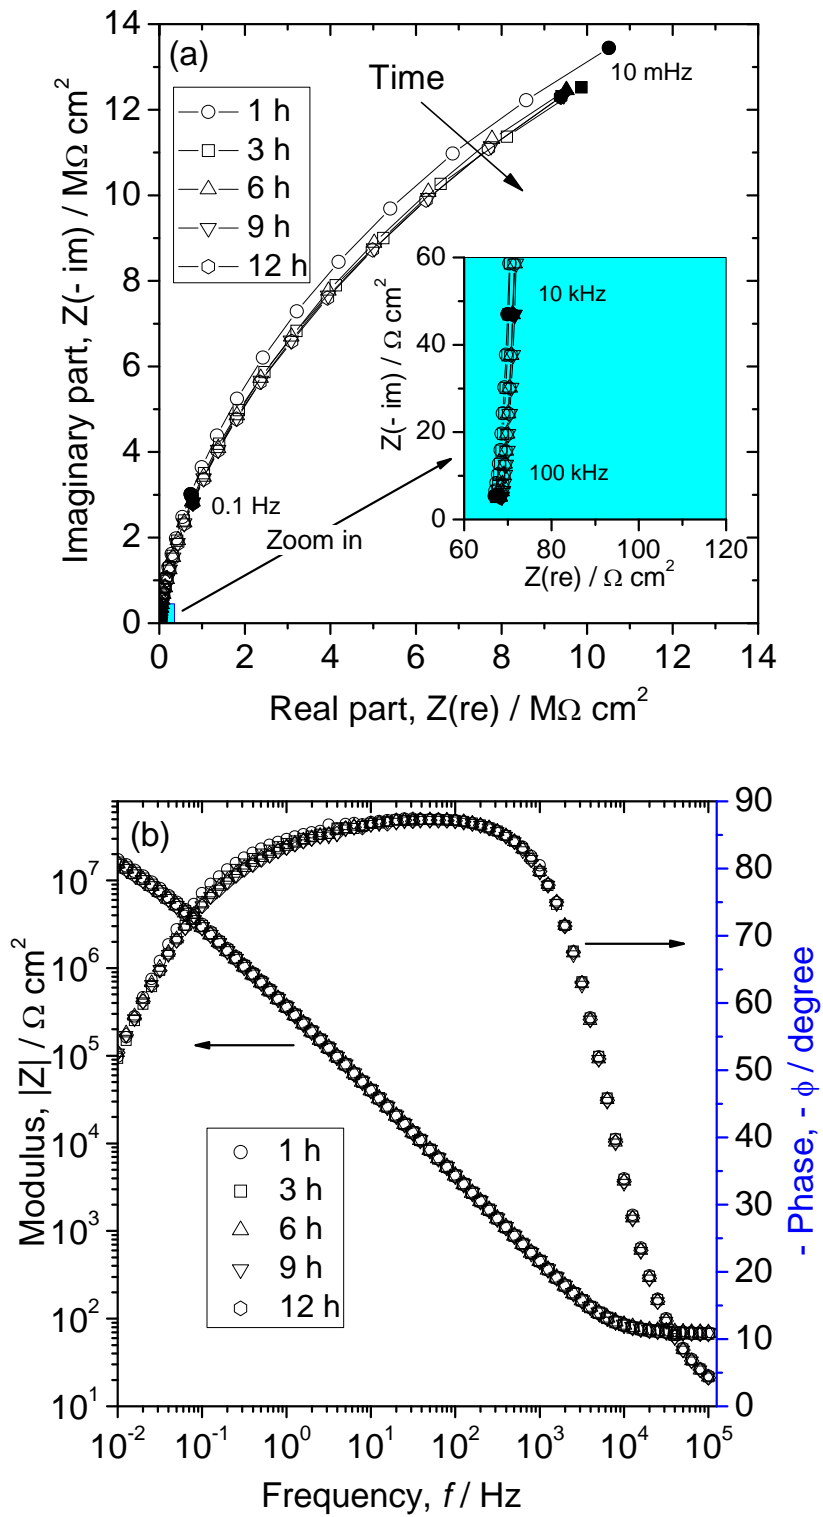 (a)
10 mHz
Time
1 h
3 h
6 h
9 h
12 h
Imaginary part, Z(- im) / MΩ cm²
14
12
10
8
6
4
2
0
0.1 Hz
Zoom in
Z(- im) / Ω cm²
60
40
20
0
10 kHz
100 kHz
60 80 100 120
Z(re) / Ω cm²
0 2 4 6 8 10 12 14
Real part, Z(re) / MΩ cm²
(b)
Modulus, |Z| / Ω cm²
10⁷
10⁶
10⁵
10⁴
10³
10²
10¹
1 h
3 h
6 h
9 h
12 h
90
80
70
60
50
40
30
20
10
0
- Phase, - ϕ / degree
10⁻² 10⁻¹ 10⁰ 10¹ 10² 10³ 10⁴ 10⁵
Frequency, f / Hz